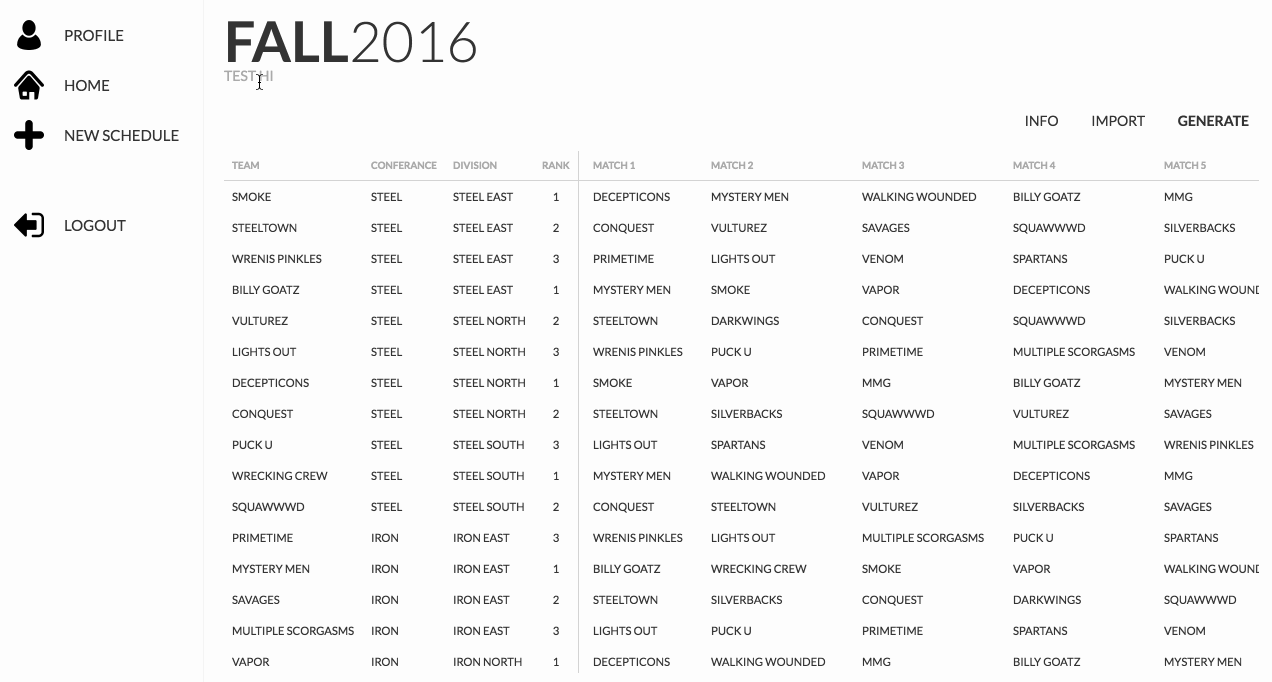 PROFILE
HOME
NEW SCHEDULE
LOGOUT
FALL2016
TEST HI
INFO IMPORT GENERATE
TEAM CONFERANCE DIVISION RANK MATCH 1 MATCH 2 MATCH 3 MATCH 4 MATCH 5
SMOKE STEEL STEEL EAST 1 DECEPTICONS MYSTERY MEN WALKING WOUNDED BILLY GOATZ MMG
STEELTOWN STEEL STEEL EAST 2 CONQUEST VULTUREZ SAVAGES SQUAWWWD SILVERBACKS
WRENIS PINKLES STEEL STEEL EAST 3 PRIMETIME LIGHTS OUT VENOM SPARTANS PUCK U
BILLY GOATZ STEEL STEEL EAST 1 MYSTERY MEN SMOKE VAPOR DECEPTICONS WALKING WOUND
VULTUREZ STEEL STEEL NORTH 2 STEELTOWN DARKWINGS CONQUEST SQUAWWWD SILVERBACKS
LIGHTS OUT STEEL STEEL NORTH 3 WRENIS PINKLES PUCK U PRIMETIME MULTIPLE SCORGASMS VENOM
DECEPTICONS STEEL STEEL NORTH 1 SMOKE VAPOR MMG BILLY GOATZ MYSTERY MEN
CONQUEST STEEL STEEL NORTH 2 STEELTOWN SILVERBACKS SQUAWWWD VULTUREZ SAVAGES
PUCK U STEEL STEEL SOUTH 3 LIGHTS OUT SPARTANS VENOM MULTIPLE SCORGASMS WRENIS PINKLES
WRECKING CREW STEEL STEEL SOUTH 1 MYSTERY MEN WALKING WOUNDED VAPOR DECEPTICONS MMG
SQUAWWWD STEEL STEEL SOUTH 2 CONQUEST STEELTOWN VULTUREZ SILVERBACKS SAVAGES
PRIMETIME IRON IRON EAST 3 WRENIS PINKLES LIGHTS OUT MULTIPLE SCORGASMS PUCK U SPARTANS
MYSTERY MEN IRON IRON EAST 1 BILLY GOATZ WRECKING CREW SMOKE VAPOR WALKING WOUND
SAVAGES IRON IRON EAST 2 STEELTOWN SILVERBACKS CONQUEST DARKWINGS SQUAWWWD
MULTIPLE SCORGASMS IRON IRON EAST 3 LIGHTS OUT PUCK U PRIMETIME SPARTANS VENOM
VAPOR IRON IRON NORTH 1 DECEPTICONS WALKING WOUNDED MMG BILLY GOATZ MYSTERY MEN